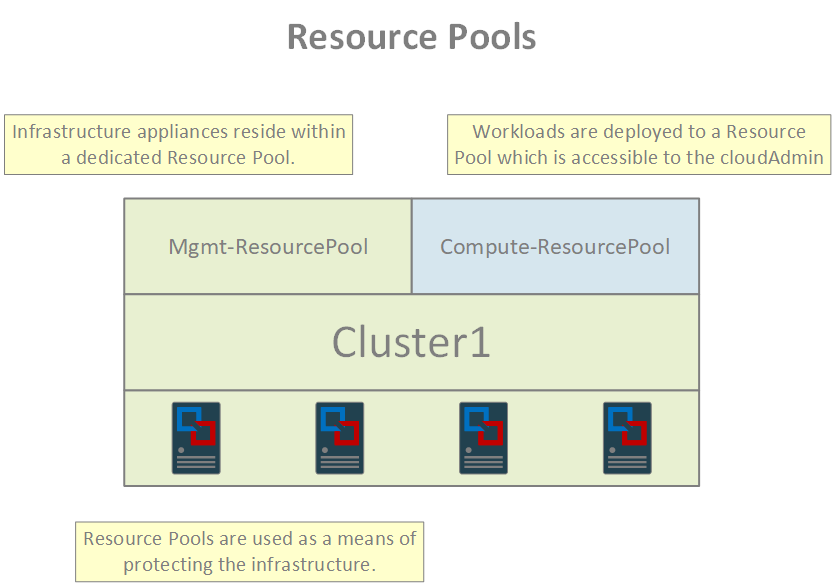 Resource Pools
Infrastructure appliances reside within
a dedicated Resource Pool.
Workloads are deployed to a Resource
Pool which is accessible to the cloudAdmin
Mgmt-ResourcePool
Compute-ResourcePool
Cluster1
Resource Pools are used as a means of
protecting the infrastructure.